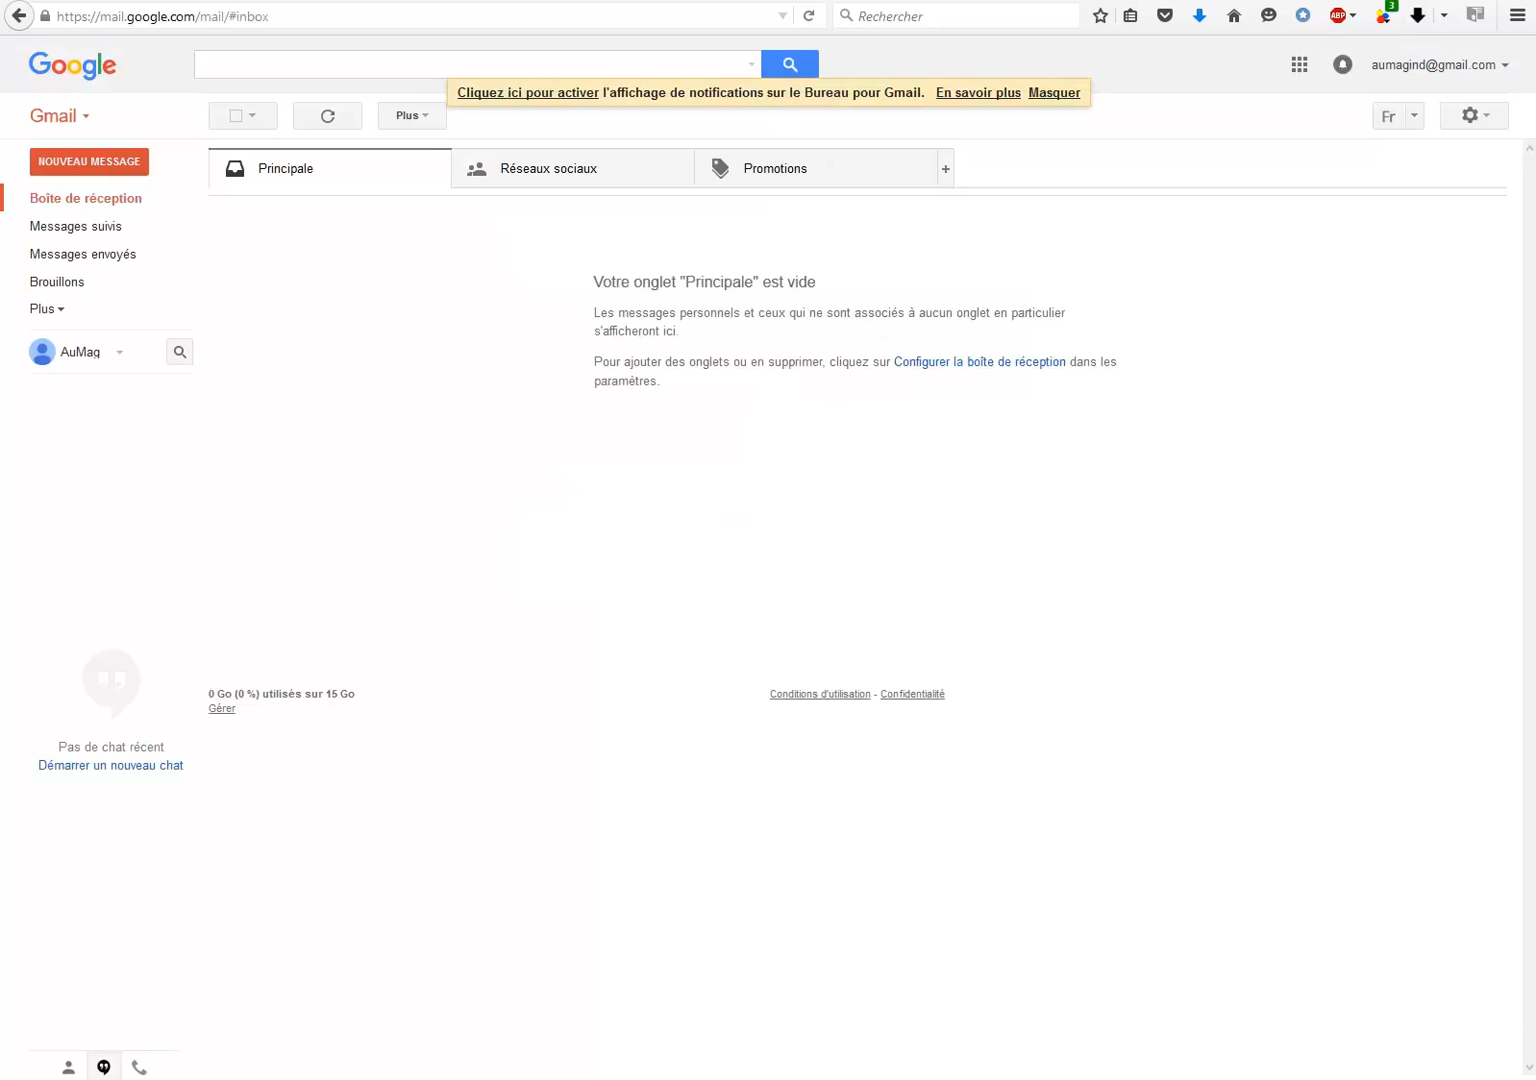 https://mail.google.com/mail/#inbox
Rechercher
ABP
3
Google
aumagind@gmail.com
Cliquez ici pour activer l'affichage de notifications sur le Bureau pour Gmail. En savoir plus Masquer
Gmail
Plus
Fr
NOUVEAU MESSAGE
Principale
Réseaux sociaux
Promotions
+
Boîte de réception
Messages suivis
Messages envoyés
Brouillons
Plus
AuMag
Votre onglet "Principale" est vide
Les messages personnels et ceux qui ne sont associés à aucun onglet en particulier
s'afficheront ici.
Pour ajouter des onglets ou en supprimer, cliquez sur Configurer la boîte de réception dans les
paramètres.
0 Go (0 %) utilisés sur 15 Go
Gérer
Conditions d'utilisation - Confidentialité
Pas de chat récent
Démarrer un nouveau chat